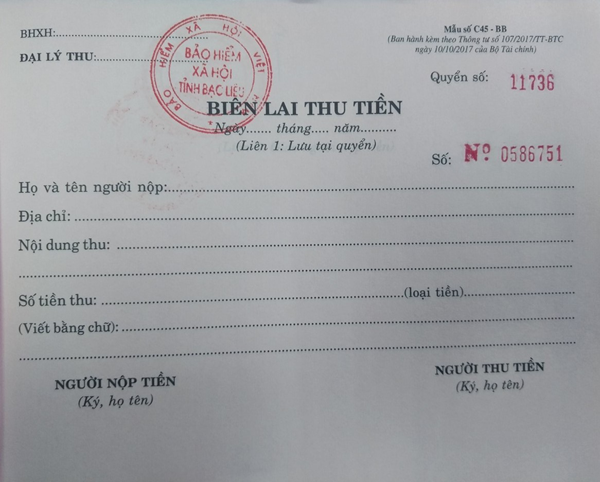 BHXH:
Mẫu số C45 - BB
(Ban hành kèm theo Thông tư số 107/2017/TT-BTC
ngày 10/10/2017 của Bộ Tài chính)
ĐẠI LÝ THU:
BẢO HIỂM XÃ HỘI VIỆT NAM
BẢO HIỂM
XÃ HỘI
TỈNH BẠC LIÊU
Quyển số: 11736
BIÊN LAI THU TIỀN
Ngày....... tháng..... năm..........
(Liên 1: Lưu tại quyển)
Số: Nº 0586751
Họ và tên người nộp:
Địa chỉ:
Nội dung thu:
Số tiền thu: (loại tiền)
(Viết bằng chữ):
NGƯỜI NỘP TIỀN
(Ký, họ tên)
NGƯỜI THU TIỀN
(Ký, họ tên)